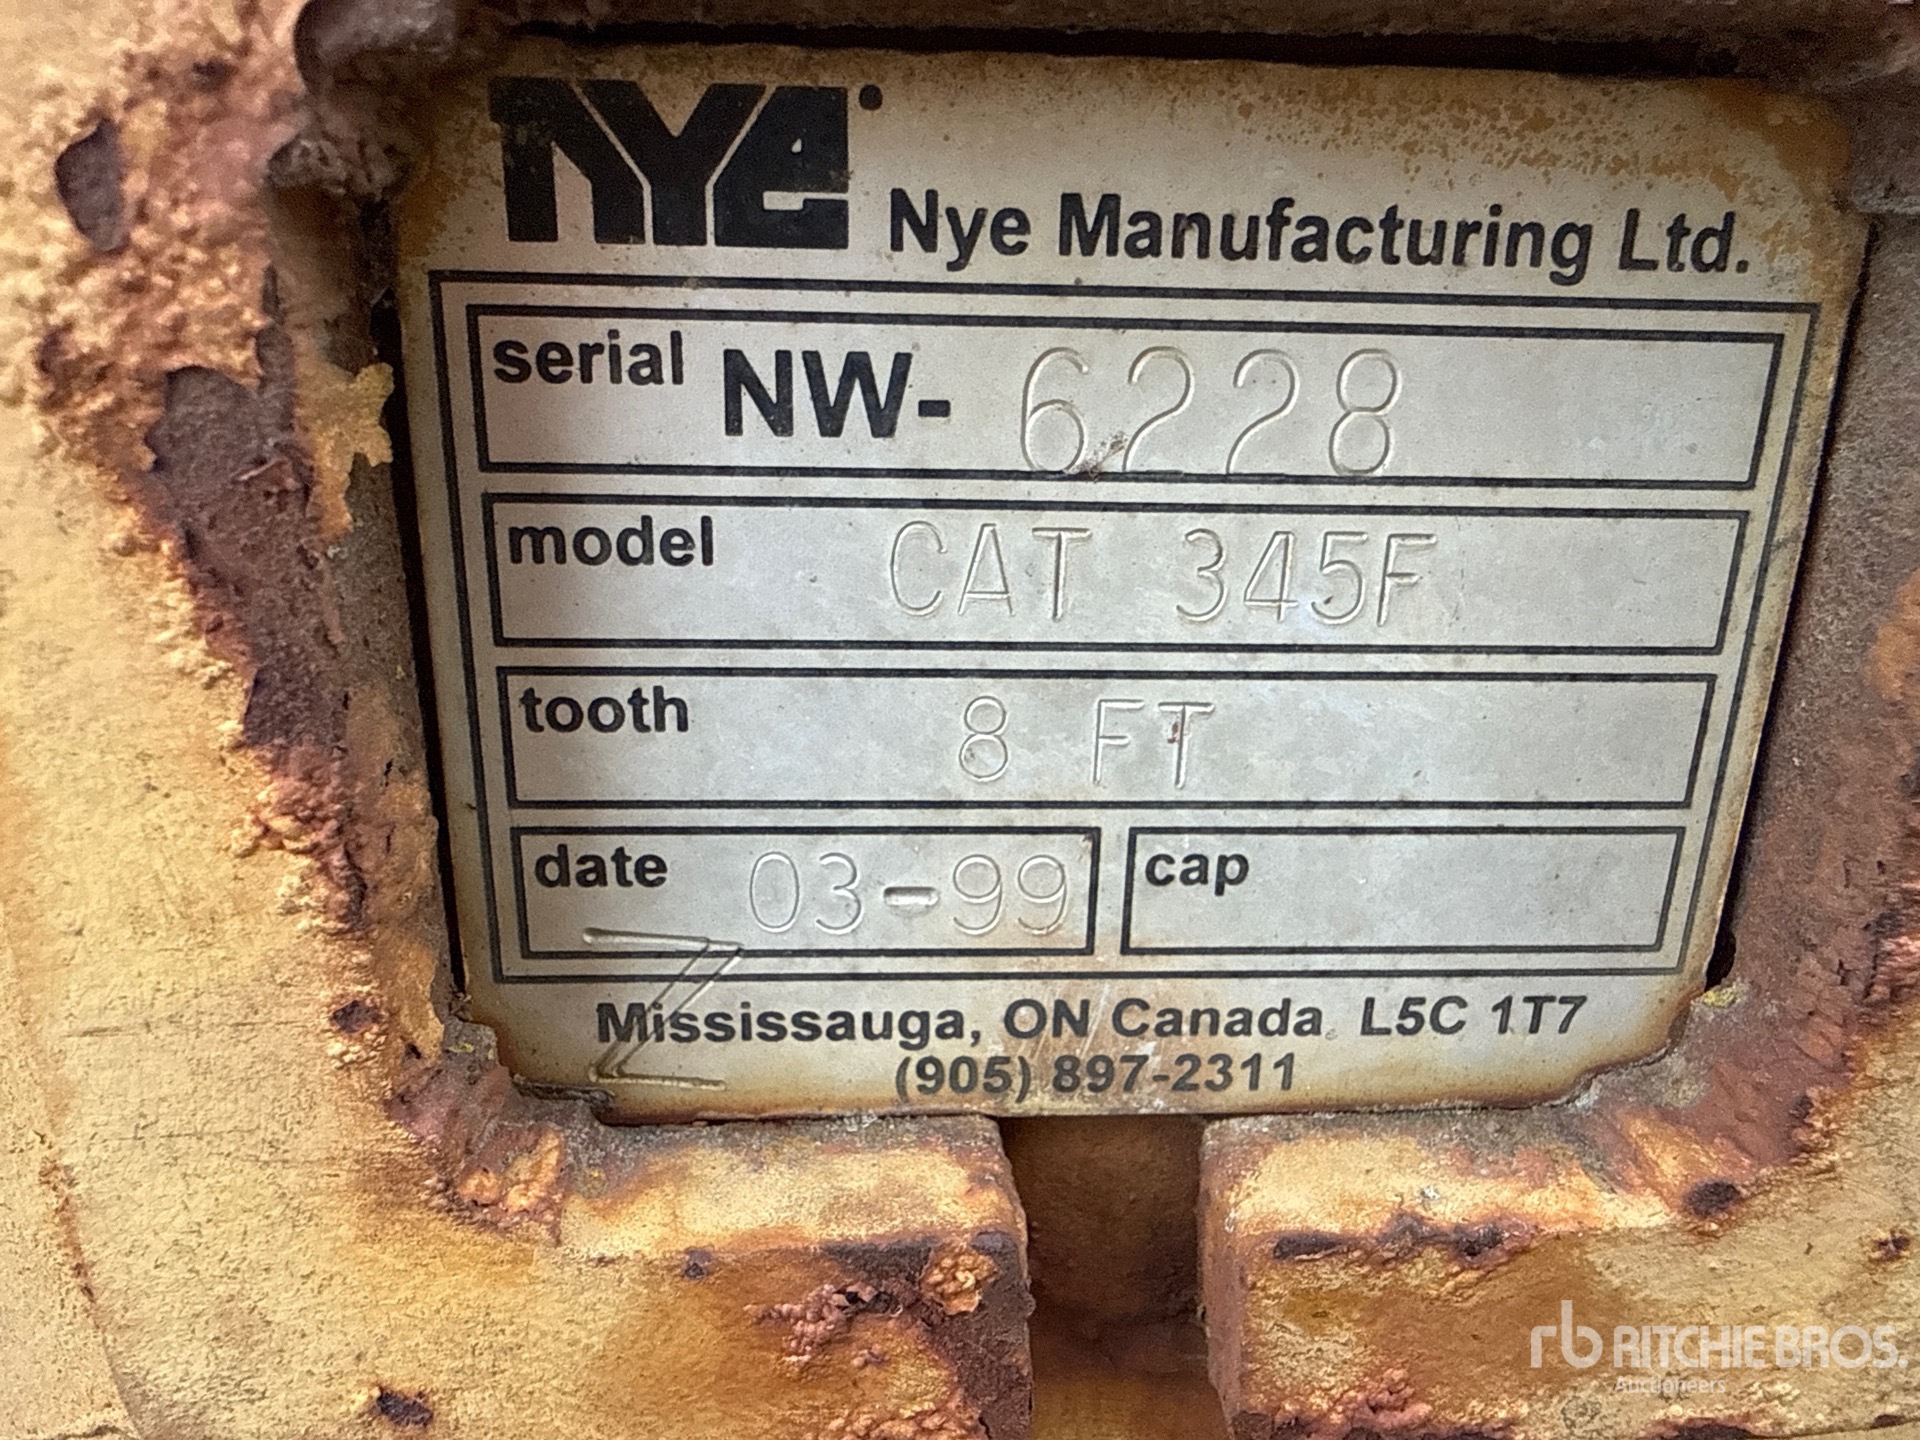 NYE
Nye Manufacturing Ltd.
serial NW- 6228
model CAT 345F
tooth 8 FT
date 03-99 cap
Z
Mississauga, ON Canada L5C 1T7
(905) 897-2311
rb RITCHIE BROS.
Auctioneers